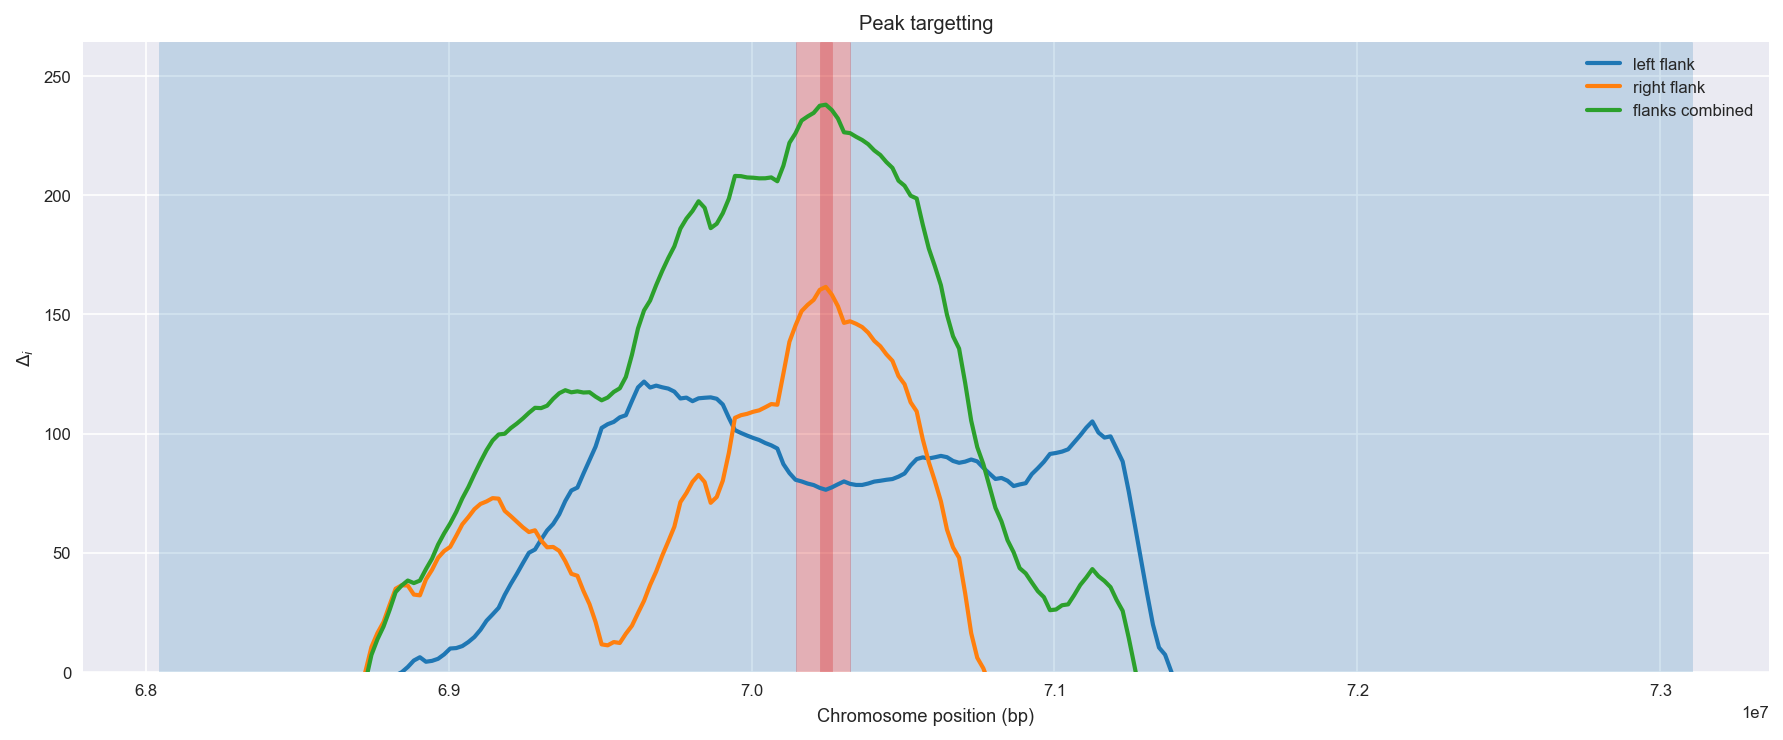 Peak targetting
250
200
150
100
50
0
Δi
left flank
right flank
flanks combined
6.8 6.9 7.0 7.1 7.2 7.3
1e7
Chromosome position (bp)